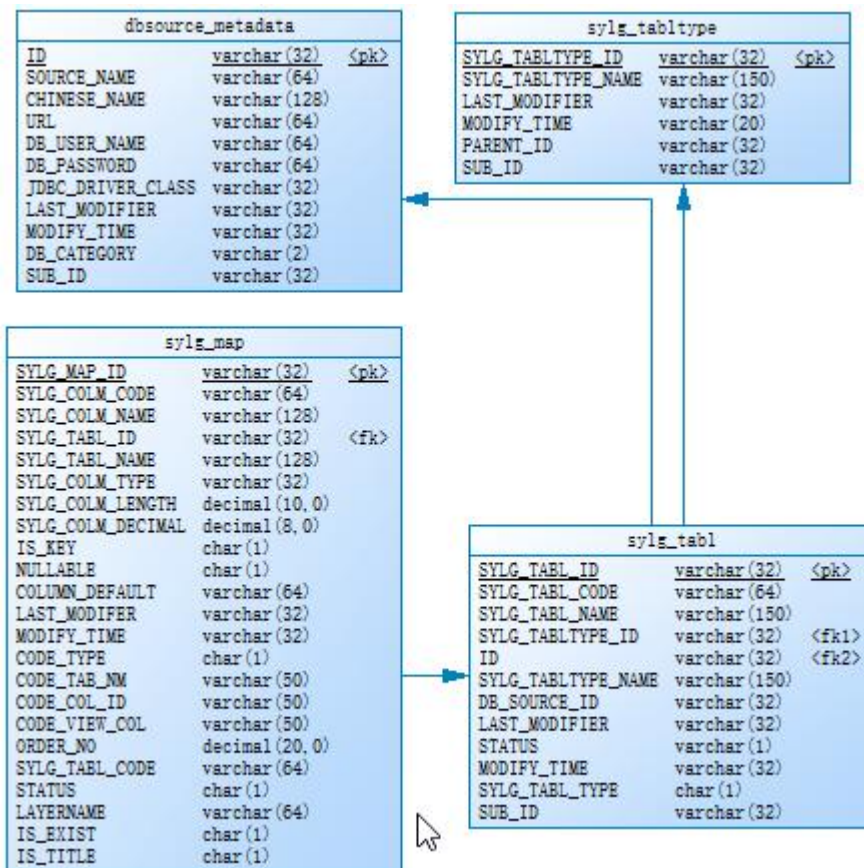 dbsource_metadata
ID varchar(32) <pk>
SOURCE_NAME varchar(64)
CHINESE_NAME varchar(128)
URL varchar(64)
DB_USER_NAME varchar(64)
DB_PASSWORD varchar(64)
JDBC_DRIVER_CLASS varchar(32)
LAST_MODIFIER varchar(32)
MODIFY_TIME varchar(32)
DB_CATEGORY varchar(2)
SUB_ID varchar(32)
sylg_tabltype
SYLG_TABLTYPE_ID varchar(32) <pk>
SYLG_TABLTYPE_NAME varchar(150)
LAST_MODIFIER varchar(32)
MODIFY_TIME varchar(20)
PARENT_ID varchar(32)
SUB_ID varchar(32)
sylg_map
SYLG_MAP_ID varchar(32) <pk>
SYLG_COLM_CODE varchar(64)
SYLG_COLM_NAME varchar(128)
SYLG_TABL_ID varchar(32) <fk>
SYLG_TABL_NAME varchar(128)
SYLG_COLM_TYPE varchar(32)
SYLG_COLM_LENGTH decimal(10,0)
SYLG_COLM_DECIMAL decimal(8,0)
IS_KEY char(1)
NULLABLE char(1)
COLUMN_DEFAULT varchar(64)
LAST_MODIFER varchar(32)
MODIFY_TIME varchar(32)
CODE_TYPE char(1)
CODE_TAB_NM varchar(50)
CODE_COL_ID varchar(50)
CODE_VIEW_COL varchar(50)
ORDER_NO decimal(20,0)
SYLG_TABL_CODE varchar(64)
STATUS char(1)
LAYERNAME varchar(64)
IS_EXIST char(1)
IS_TITLE char(1)
sylg_tabl
SYLG_TABL_ID varchar(32) <pk>
SYLG_TABL_CODE varchar(64)
SYLG_TABL_NAME varchar(150)
SYLG_TABLTYPE_ID varchar(32) <fk1>
ID varchar(32) <fk2>
SYLG_TABLTYPE_NAME varchar(150)
DB_SOURCE_ID varchar(32)
LAST_MODIFIER varchar(32)
STATUS varchar(1)
MODIFY_TIME varchar(32)
SYLG_TABL_TYPE char(1)
SUB_ID varchar(32)